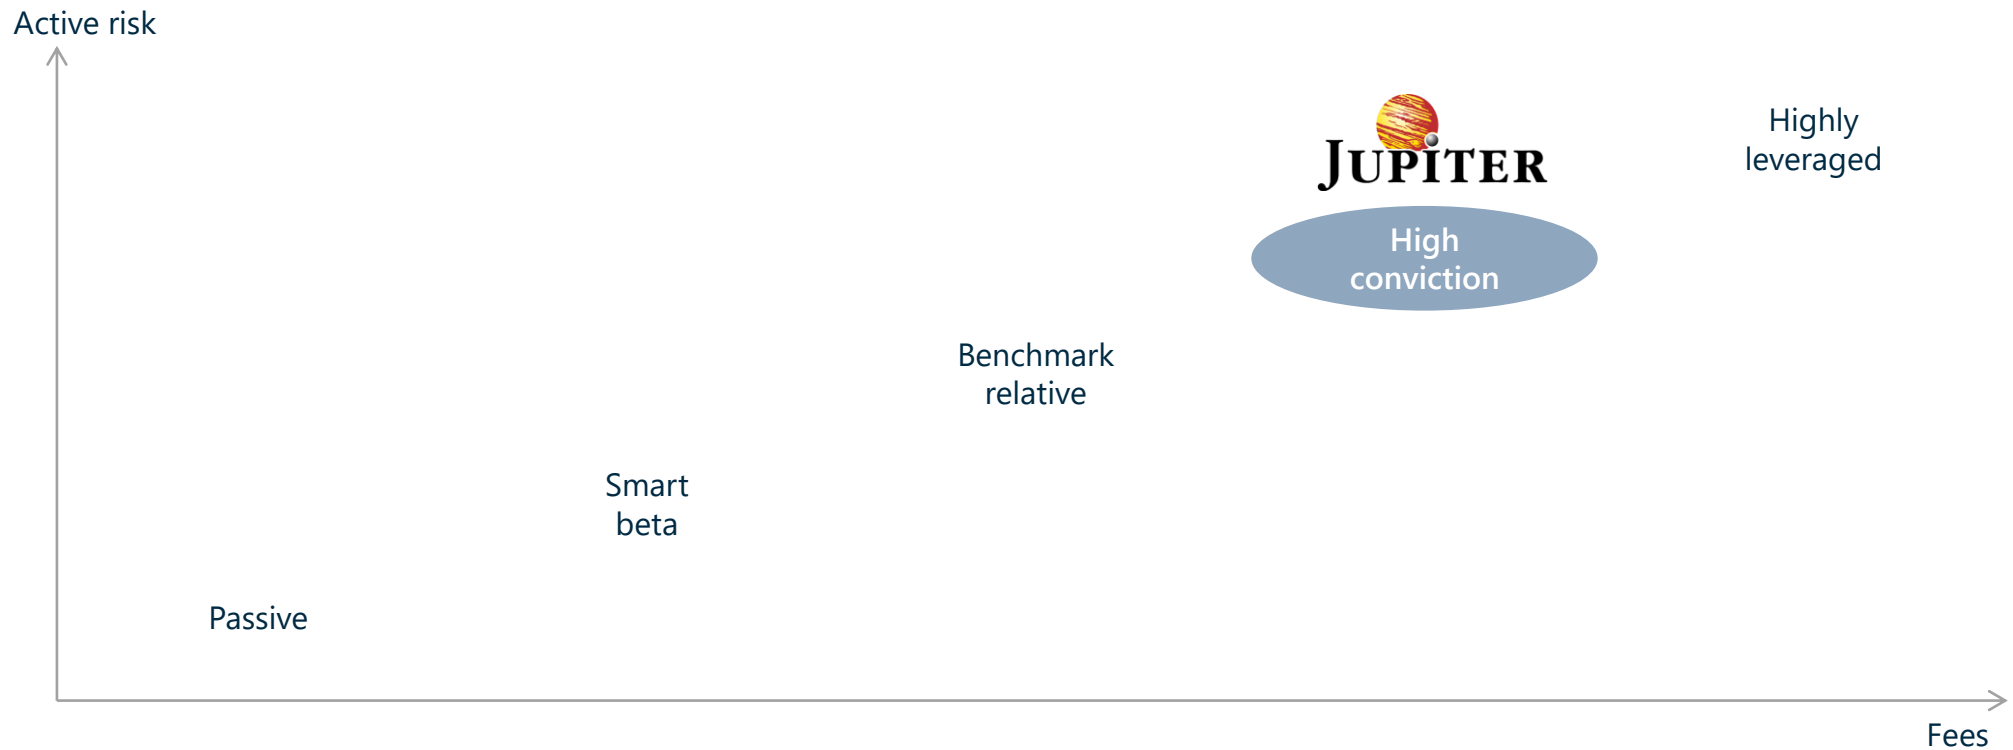 Active risk
JUPITER
Highly
leveraged
High
conviction
Benchmark
relative
Smart
beta
Passive
Fees